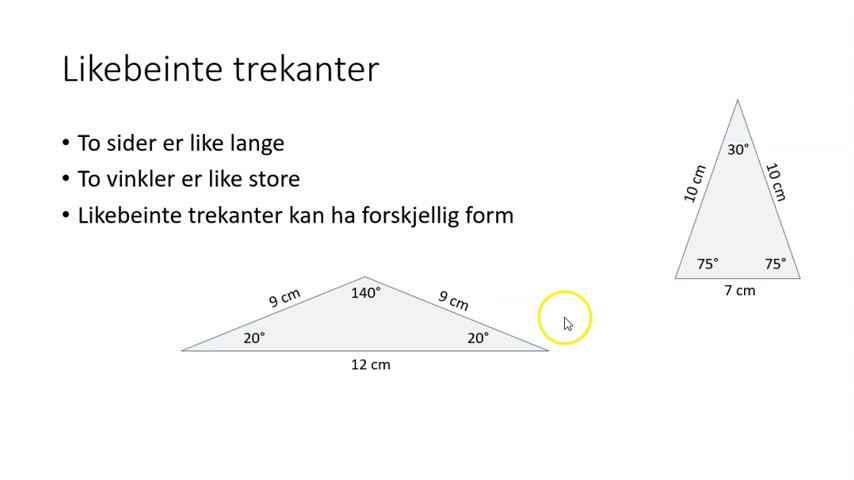 Likebeinte trekanter
• To sider er like lange
• To vinkler er like store
• Likebeinte trekanter kan ha forskjellig form
30°
10 cm
10 cm
75°
75°
7 cm
140°
9 cm
9 cm
20°
20°
12 cm